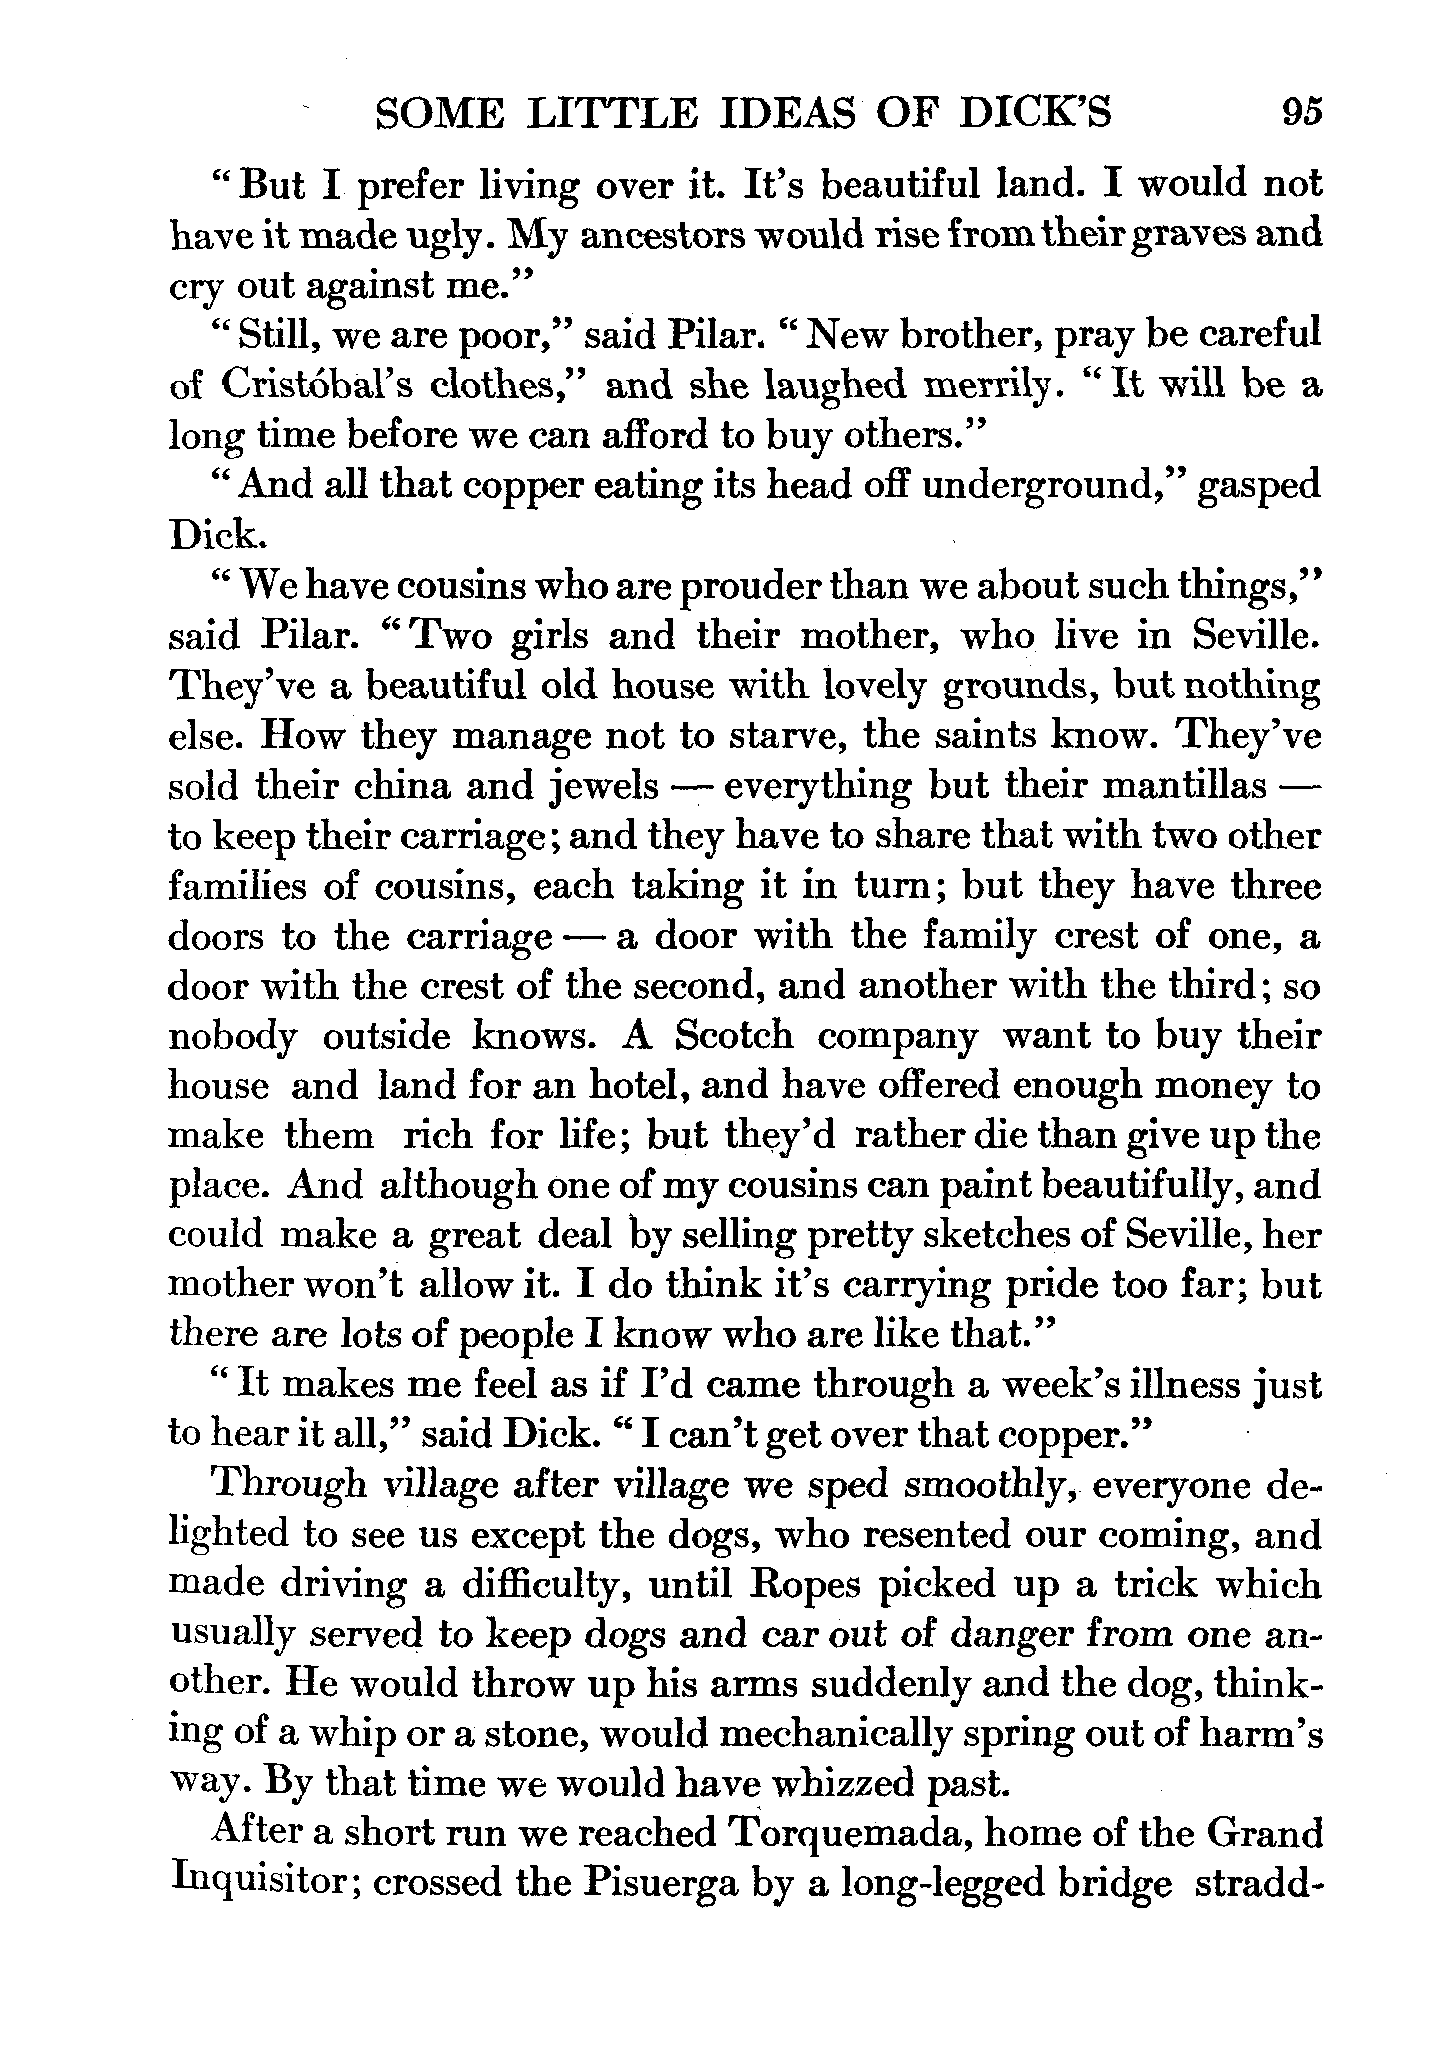 SOME LITTLE IDEAS OF DICK'S 95
"But I prefer living over it. It's beautiful land. I would not
have it made ugly. My ancestors would rise from their graves and
cry out against me."
"Still, we are poor," said Pilar. "New brother, pray be careful
of Cristóbal's clothes," and she laughed merrily. "It will be a
long time before we can afford to buy others."
"And all that copper eating its head off underground," gasped
Dick.
"We have cousins who are prouder than we about such things,"
said Pilar. "Two girls and their mother, who live in Seville.
They've a beautiful old house with lovely grounds, but nothing
else. How they manage not to starve, the saints know. They've
sold their china and jewels — everything but their mantillas —
to keep their carriage; and they have to share that with two other
families of cousins, each taking it in turn; but they have three
doors to the carriage — a door with the family crest of one, a
door with the crest of the second, and another with the third; so
nobody outside knows. A Scotch company want to buy their
house and land for an hotel, and have offered enough money to
make them rich for life; but they'd rather die than give up the
place. And although one of my cousins can paint beautifully, and
could make a great deal by selling pretty sketches of Seville, her
mother won't allow it. I do think it's carrying pride too far; but
there are lots of people I know who are like that."
"It makes me feel as if I'd came through a week's illness just
to hear it all," said Dick. "I can't get over that copper."
Through village after village we sped smoothly, everyone de-
lighted to see us except the dogs, who resented our coming, and
made driving a difficulty, until Ropes picked up a trick which
usually served to keep dogs and car out of danger from one an-
other. He would throw up his arms suddenly and the dog, think-
ing of a whip or a stone, would mechanically spring out of harm's
way. By that time we would have whizzed past.
After a short run we reached Torquemada, home of the Grand
Inquisitor; crossed the Pisuerga by a long-legged bridge stradd-